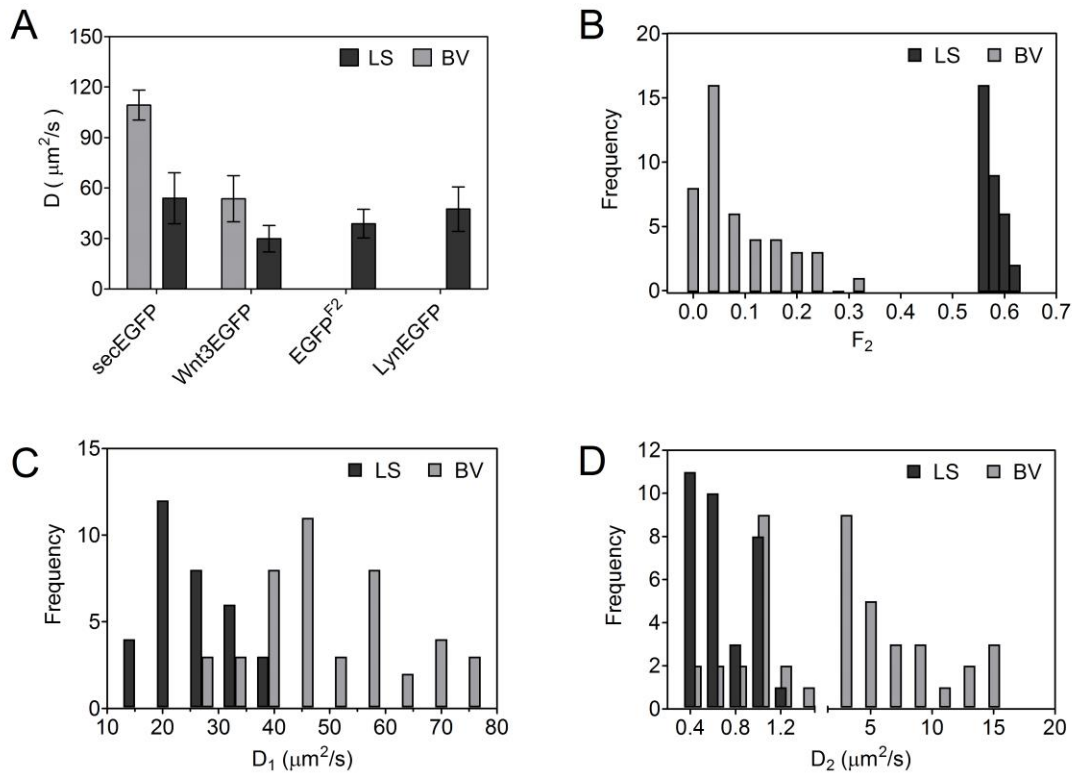 A
LS BV
150
120
90
60
30
0
D ( μm²/s)
secEGFP
Wnt3EGFP
EGFP^F2
LynEGFP
B
LS BV
20
15
10
5
0
Frequency
0.0 0.1 0.2 0.3 0.4 0.5 0.6 0.7
F₂
C
LS BV
15
10
5
0
Frequency
10 20 30 40 50 60 70 80
D₁ (μm²/s)
D
LS BV
12
10
8
6
4
2
0
Frequency
0.4 0.8 1.2 5 10 15 20
D₂ (μm²/s)